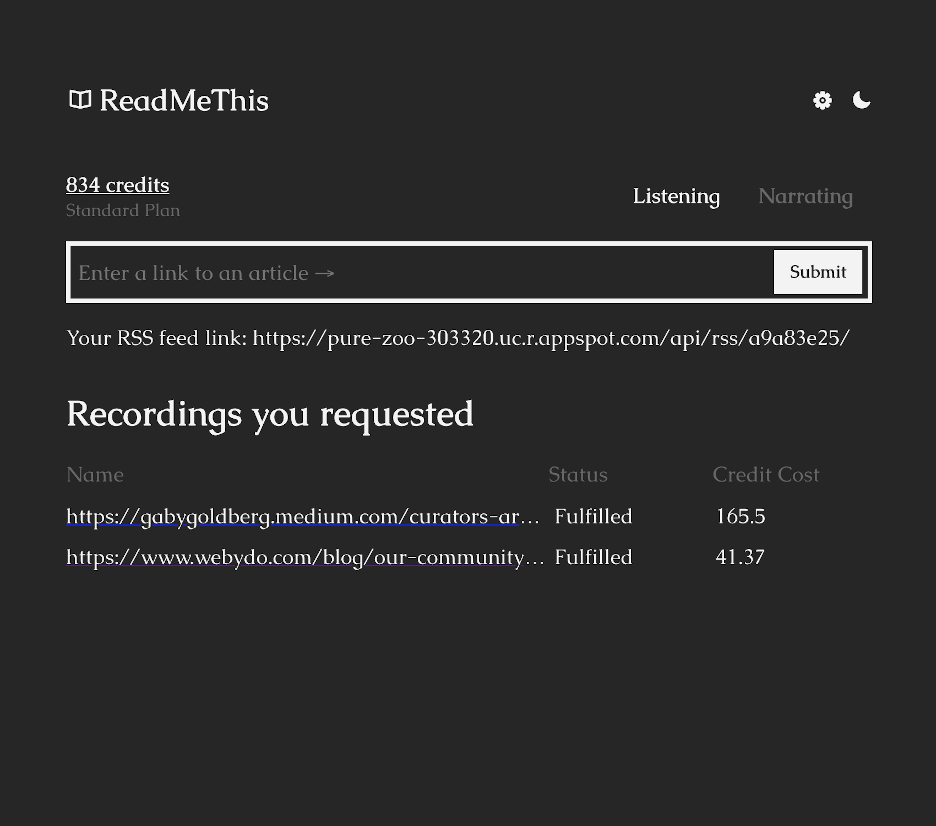 ReadMeThis
834 credits
Standard Plan
Listening Narrating
Enter a link to an article →
Submit
Your RSS feed link: https://pure-zoo-303320.uc.r.appspot.com/api/rss/a9a83e25/
Recordings you requested
Name Status Credit Cost
https://gabygoldberg.medium.com/curators-ar... Fulfilled 165.5
https://www.webydo.com/blog/our-community... Fulfilled 41.37